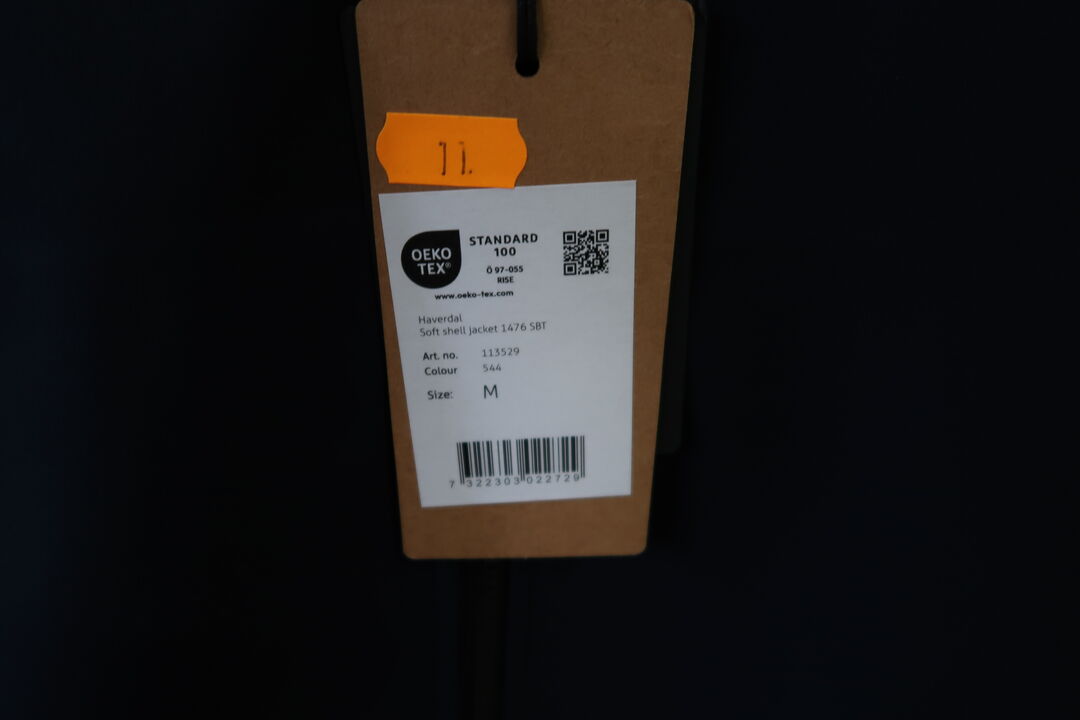 11.
OEKO
TEX®
STANDARD
100
Ö 97-055
RISE
www.oeko-tex.com
Haverdal
Soft shell jacket 1476 SBT
Art. no. 113529
Colour 544
Size: M
7 322303 022729